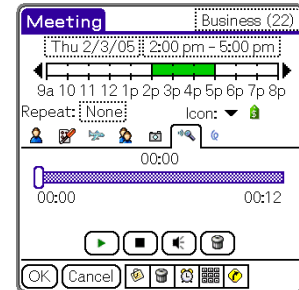 Meeting Business (22)
Thu 2/3/05 2:00 pm - 5:00 pm
9a 10 11 12 1p 2p 3p 4p 5p 6p 7p 8p
Repeat: None Icon:
00:00
00:00 00:12
OK Cancel